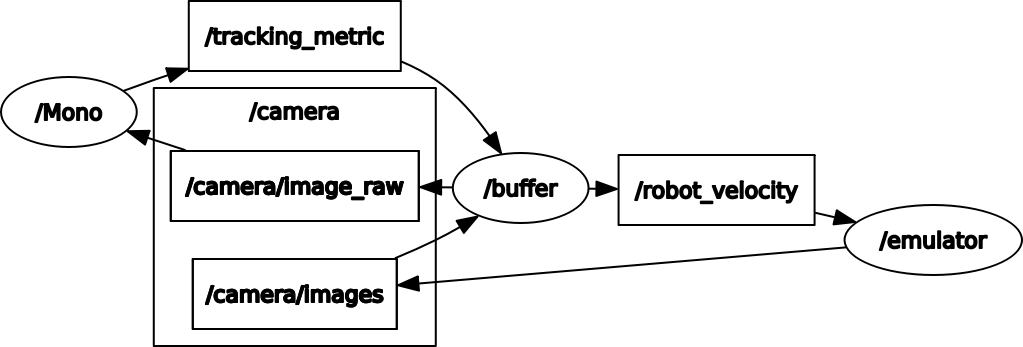 /tracking_metric
/Mono
/camera
/camera/image_raw
/buffer
/robot_velocity
/emulator
/camera/images